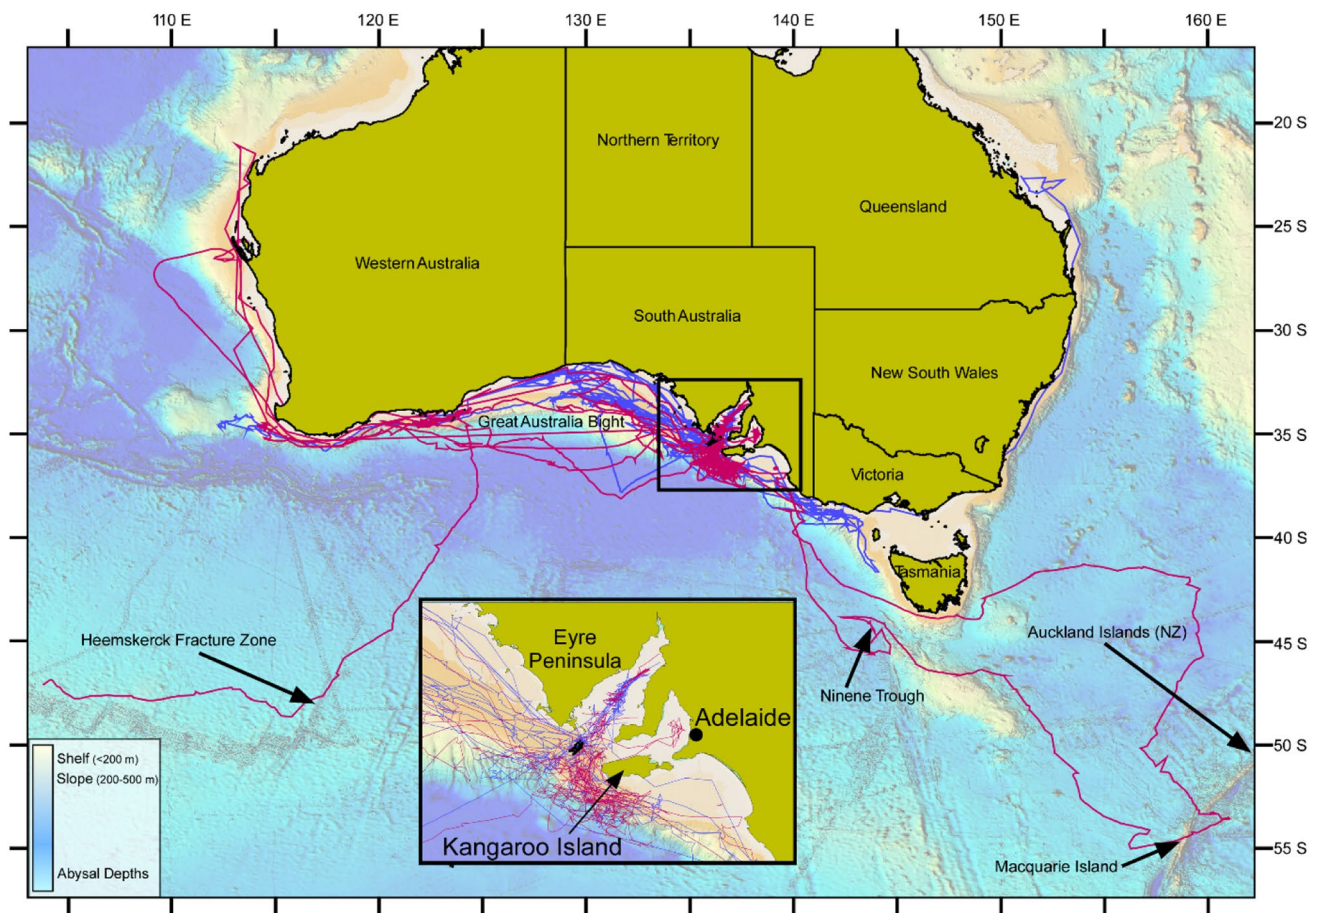 110 E 120 E 130 E 140 E 150 E 160 E
Northern Territory
20 S
Queensland
25 S
Western Australia
South Australia
30 S
New South Wales
Great Australia Bight
35 S
Victoria
40 S
Tasmania
Eyre
Peninsula
Heemskerck Fracture Zone
Auckland Islands (NZ)
45 S
Ninene Trough
Adelaide
50 S
Shelf (<200 m)
Slope (200-500 m)
Kangaroo Island
Abysal Depths
Macquarie Island
55 S